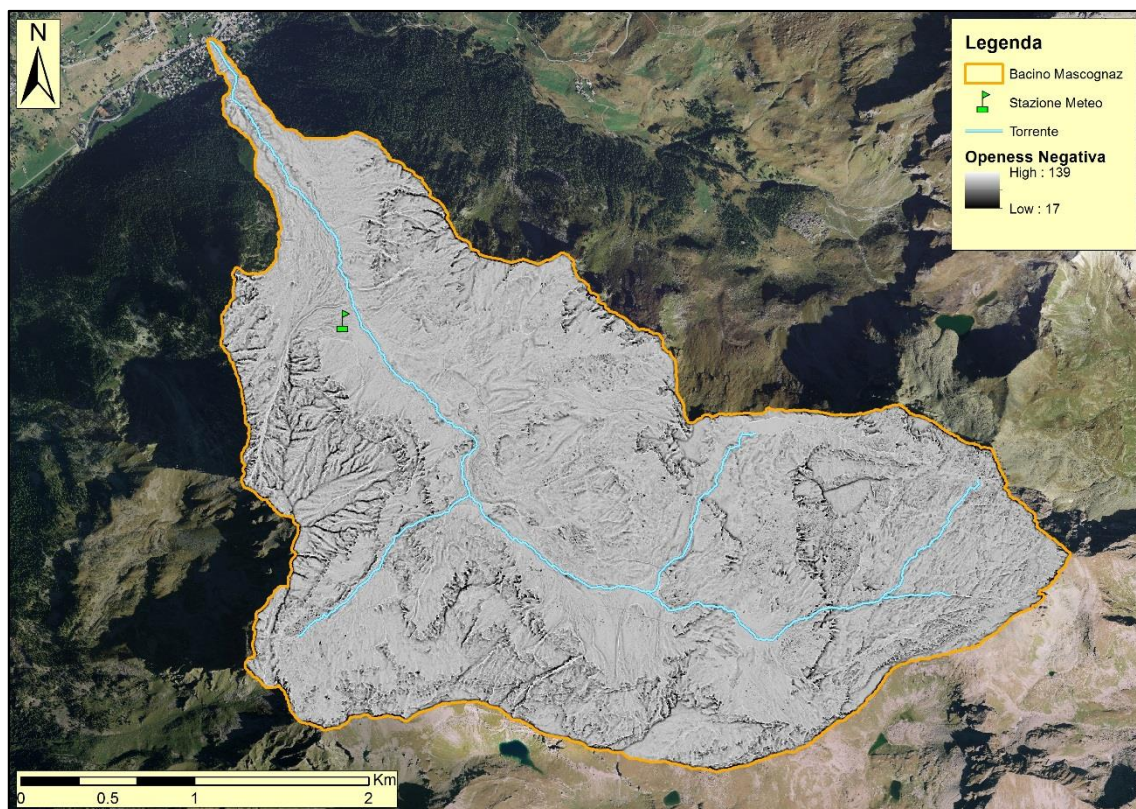 N
Legenda
Bacino Mascognaz
Stazione Meteo
Torrente
Openess Negativa
High : 139
Low : 17
Km
0 0.5 1 2